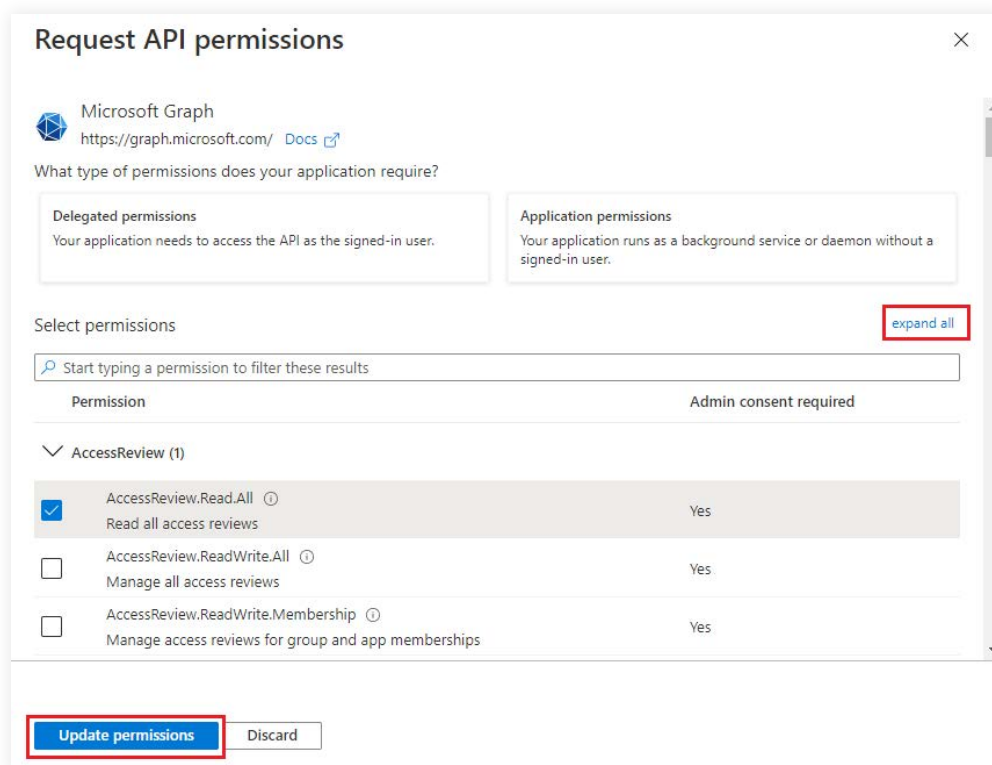 Request API permissions
Microsoft Graph
https://graph.microsoft.com/ Docs
What type of permissions does your application require?
Delegated permissions
Your application needs to access the API as the signed-in user.
Application permissions
Your application runs as a background service or daemon without a
signed-in user.
Select permissions
expand all
Start typing a permission to filter these results
Permission
Admin consent required
AccessReview (1)
AccessReview.Read.All
Read all access reviews
Yes
AccessReview.ReadWrite.All
Manage all access reviews
Yes
AccessReview.ReadWrite.Membership
Manage access reviews for group and app memberships
Yes
Update permissions
Discard